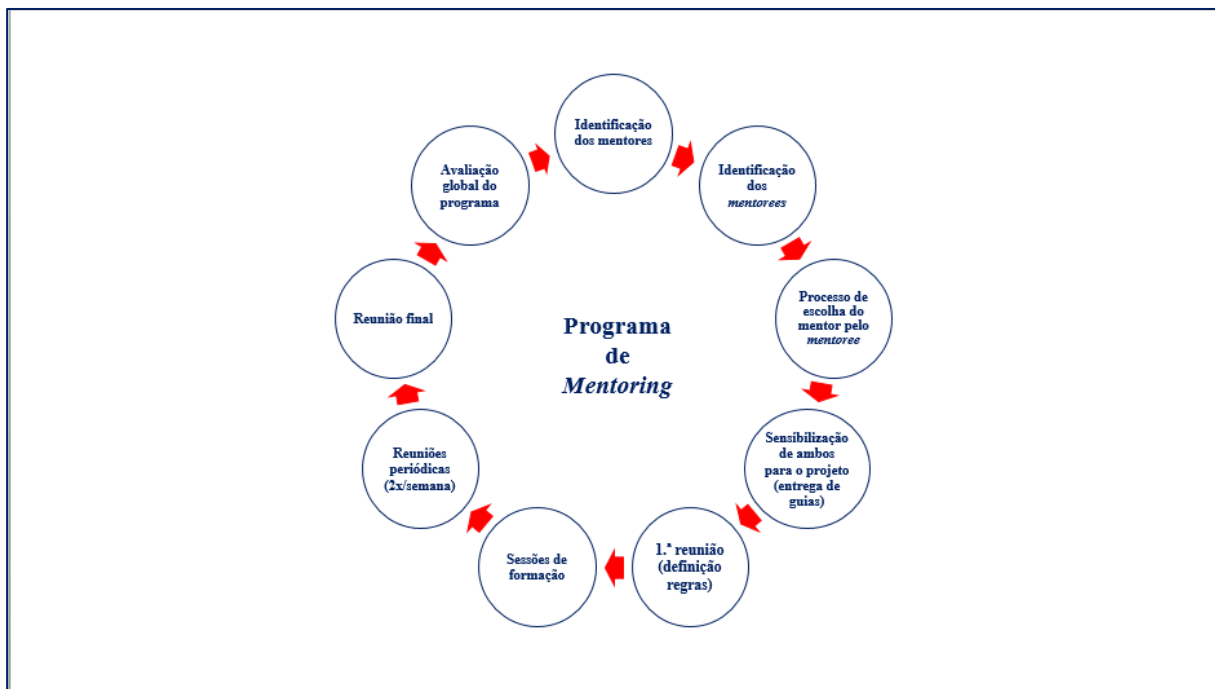 Identificação
dos mentores
Identificação
dos
mentorees
Processo de
escolha do
mentor pelo
mentoree
Sensibilização
de ambos
para o projeto
(entrega de
guias)
1.ª reunião
(definição
regras)
Sessões de
formação
Reuniões
periódicas
(2x/semana)
Reunião final
Avaliação
global do
programa
Programa
de
Mentoring